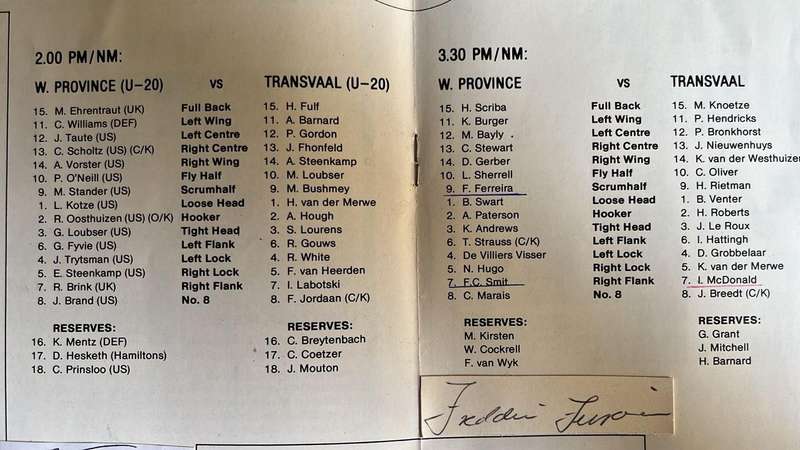 2.00 PM/NM:
W. PROVINCE (U-20) VS TRANSVAAL (U-20)
15. M. Ehrentraut (UK) Full Back 15. H. Fulf
11. C. Williams (DEF) Left Wing 11. A. Barnard
12. J. Taute (US) Left Centre 12. P. Gordon
13. C. Scholtz (US) (C/K) Right Centre 13. J. Fhonfeld
14. A. Vorster (US) Right Wing 14. A. Steenkamp
10. P. O'Neill (US) Fly Half 10. M. Loubser
9. M. Stander (US) Scrumhalf 9. M. Bushmey
1. L. Kotze (US) Loose Head 1. H. van der Merwe
2. R. Oosthuizen (US) (O/K) Hooker 2. A. Hough
3. G. Loubser (US) Tight Head 3. S. Lourens
6. G. Fyvie (US) Left Flank 6. R. Gouws
4. J. Trytsman (US) Left Lock 4. R. White
5. E. Steenkamp (US) Right Lock 5. F. van Heerden
7. R. Brink (UK) Right Flank 7. I. Labotski
8. J. Brand (US) No. 8 8. F. Jordaan (C/K)
RESERVES: RESERVES:
16. K. Mentz (DEF) 16. C. Breytenbach
17. D. Hesketh (Hamiltons) 17. C. Coetzer
18. C. Prinsloo (US) 18. J. Mouton
3.30 PM/NM:
W. PROVINCE VS TRANSVAAL
15. H. Scriba Full Back 15. M. Knoetze
11. K. Burger Left Wing 11. P. Hendricks
12. M. Bayly Left Centre 12. P. Bronkhorst
13. C. Stewart Right Centre 13. J. Nieuwenhuys
14. D. Gerber Right Wing 14. K. van der Westhuize
10. L. Sherrell Fly Half 10. C. Oliver
9. F. Ferreira Scrumhalf 9. H. Rietman
1. B. Swart Loose Head 1. B. Venter
2. A. Paterson Hooker 2. H. Roberts
3. K. Andrews Tight Head 3. J. Le Roux
6. T. Strauss (C/K) Left Flank 6. I. Hattingh
4. De Villiers Visser Left Lock 4. D. Grobbelaar
5. N. Hugo Right Lock 5. K. van der Merwe
7. F.C. Smit Right Flank 7. I. McDonald
8. C. Marais No. 8 8. J. Breedt (C/K)
RESERVES: RESERVES:
M. Kirsten G. Grant
W. Cockrell J. Mitchell
F. van Wyk H. Barnard
Freddie